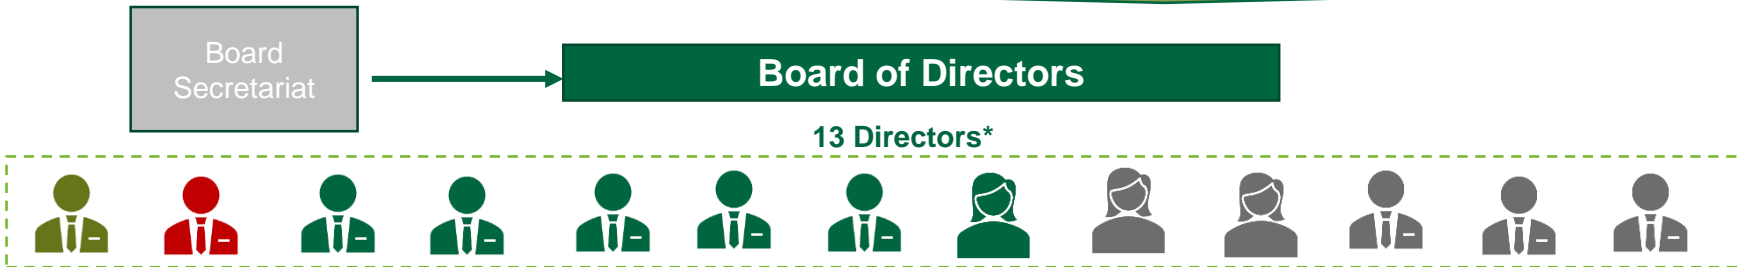 Board
Secretariat
Board of Directors
13 Directors*